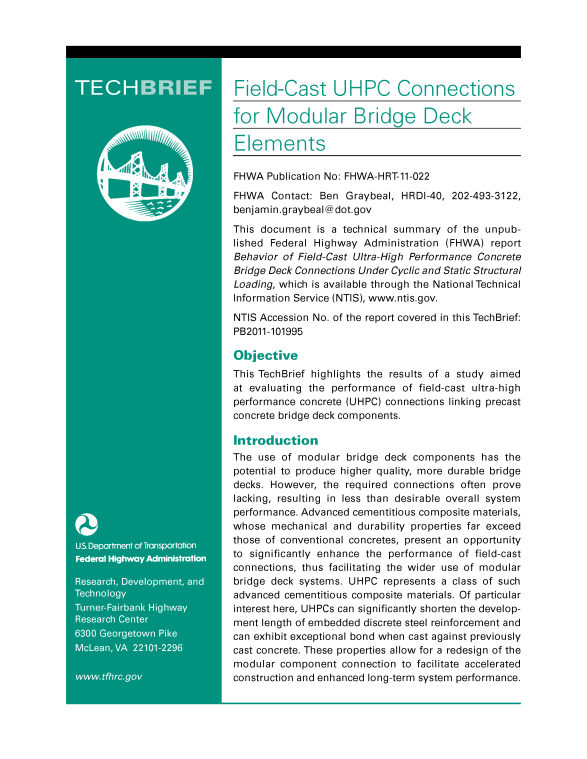 TECHBRIEF
U.S. Department of Transportation
Federal Highway Administration
Research, Development, and
Technology
Turner-Fairbank Highway
Research Center
6300 Georgetown Pike
McLean, VA 22101-2296
www.tfhrc.gov
Field-Cast UHPC Connections
for Modular Bridge Deck
Elements
FHWA Publication No: FHWA-HRT-11-022
FHWA Contact: Ben Graybeal, HRDI-40, 202-493-3122,
benjamin.graybeal@dot.gov
This document is a technical summary of the unpub-
lished Federal Highway Administration (FHWA) report
Behavior of Field-Cast Ultra-High Performance Concrete
Bridge Deck Connections Under Cyclic and Static Structural
Loading, which is available through the National Technical
Information Service (NTIS), www.ntis.gov.
NTIS Accession No. of the report covered in this TechBrief:
PB2011-101995
Objective
This TechBrief highlights the results of a study aimed
at evaluating the performance of field-cast ultra-high
performance concrete (UHPC) connections linking precast
concrete bridge deck components.
Introduction
The use of modular bridge deck components has the
potential to produce higher quality, more durable bridge
decks. However, the required connections often prove
lacking, resulting in less than desirable overall system
performance. Advanced cementitious composite materials,
whose mechanical and durability properties far exceed
those of conventional concretes, present an opportunity
to significantly enhance the performance of field-cast
connections, thus facilitating the wider use of modular
bridge deck systems. UHPC represents a class of such
advanced cementitious composite materials. Of particular
interest here, UHPCs can significantly shorten the develop-
ment length of embedded discrete steel reinforcement and
can exhibit exceptional bond when cast against previously
cast concrete. These properties allow for a redesign of the
modular component connection to facilitate accelerated
construction and enhanced long-term system performance.